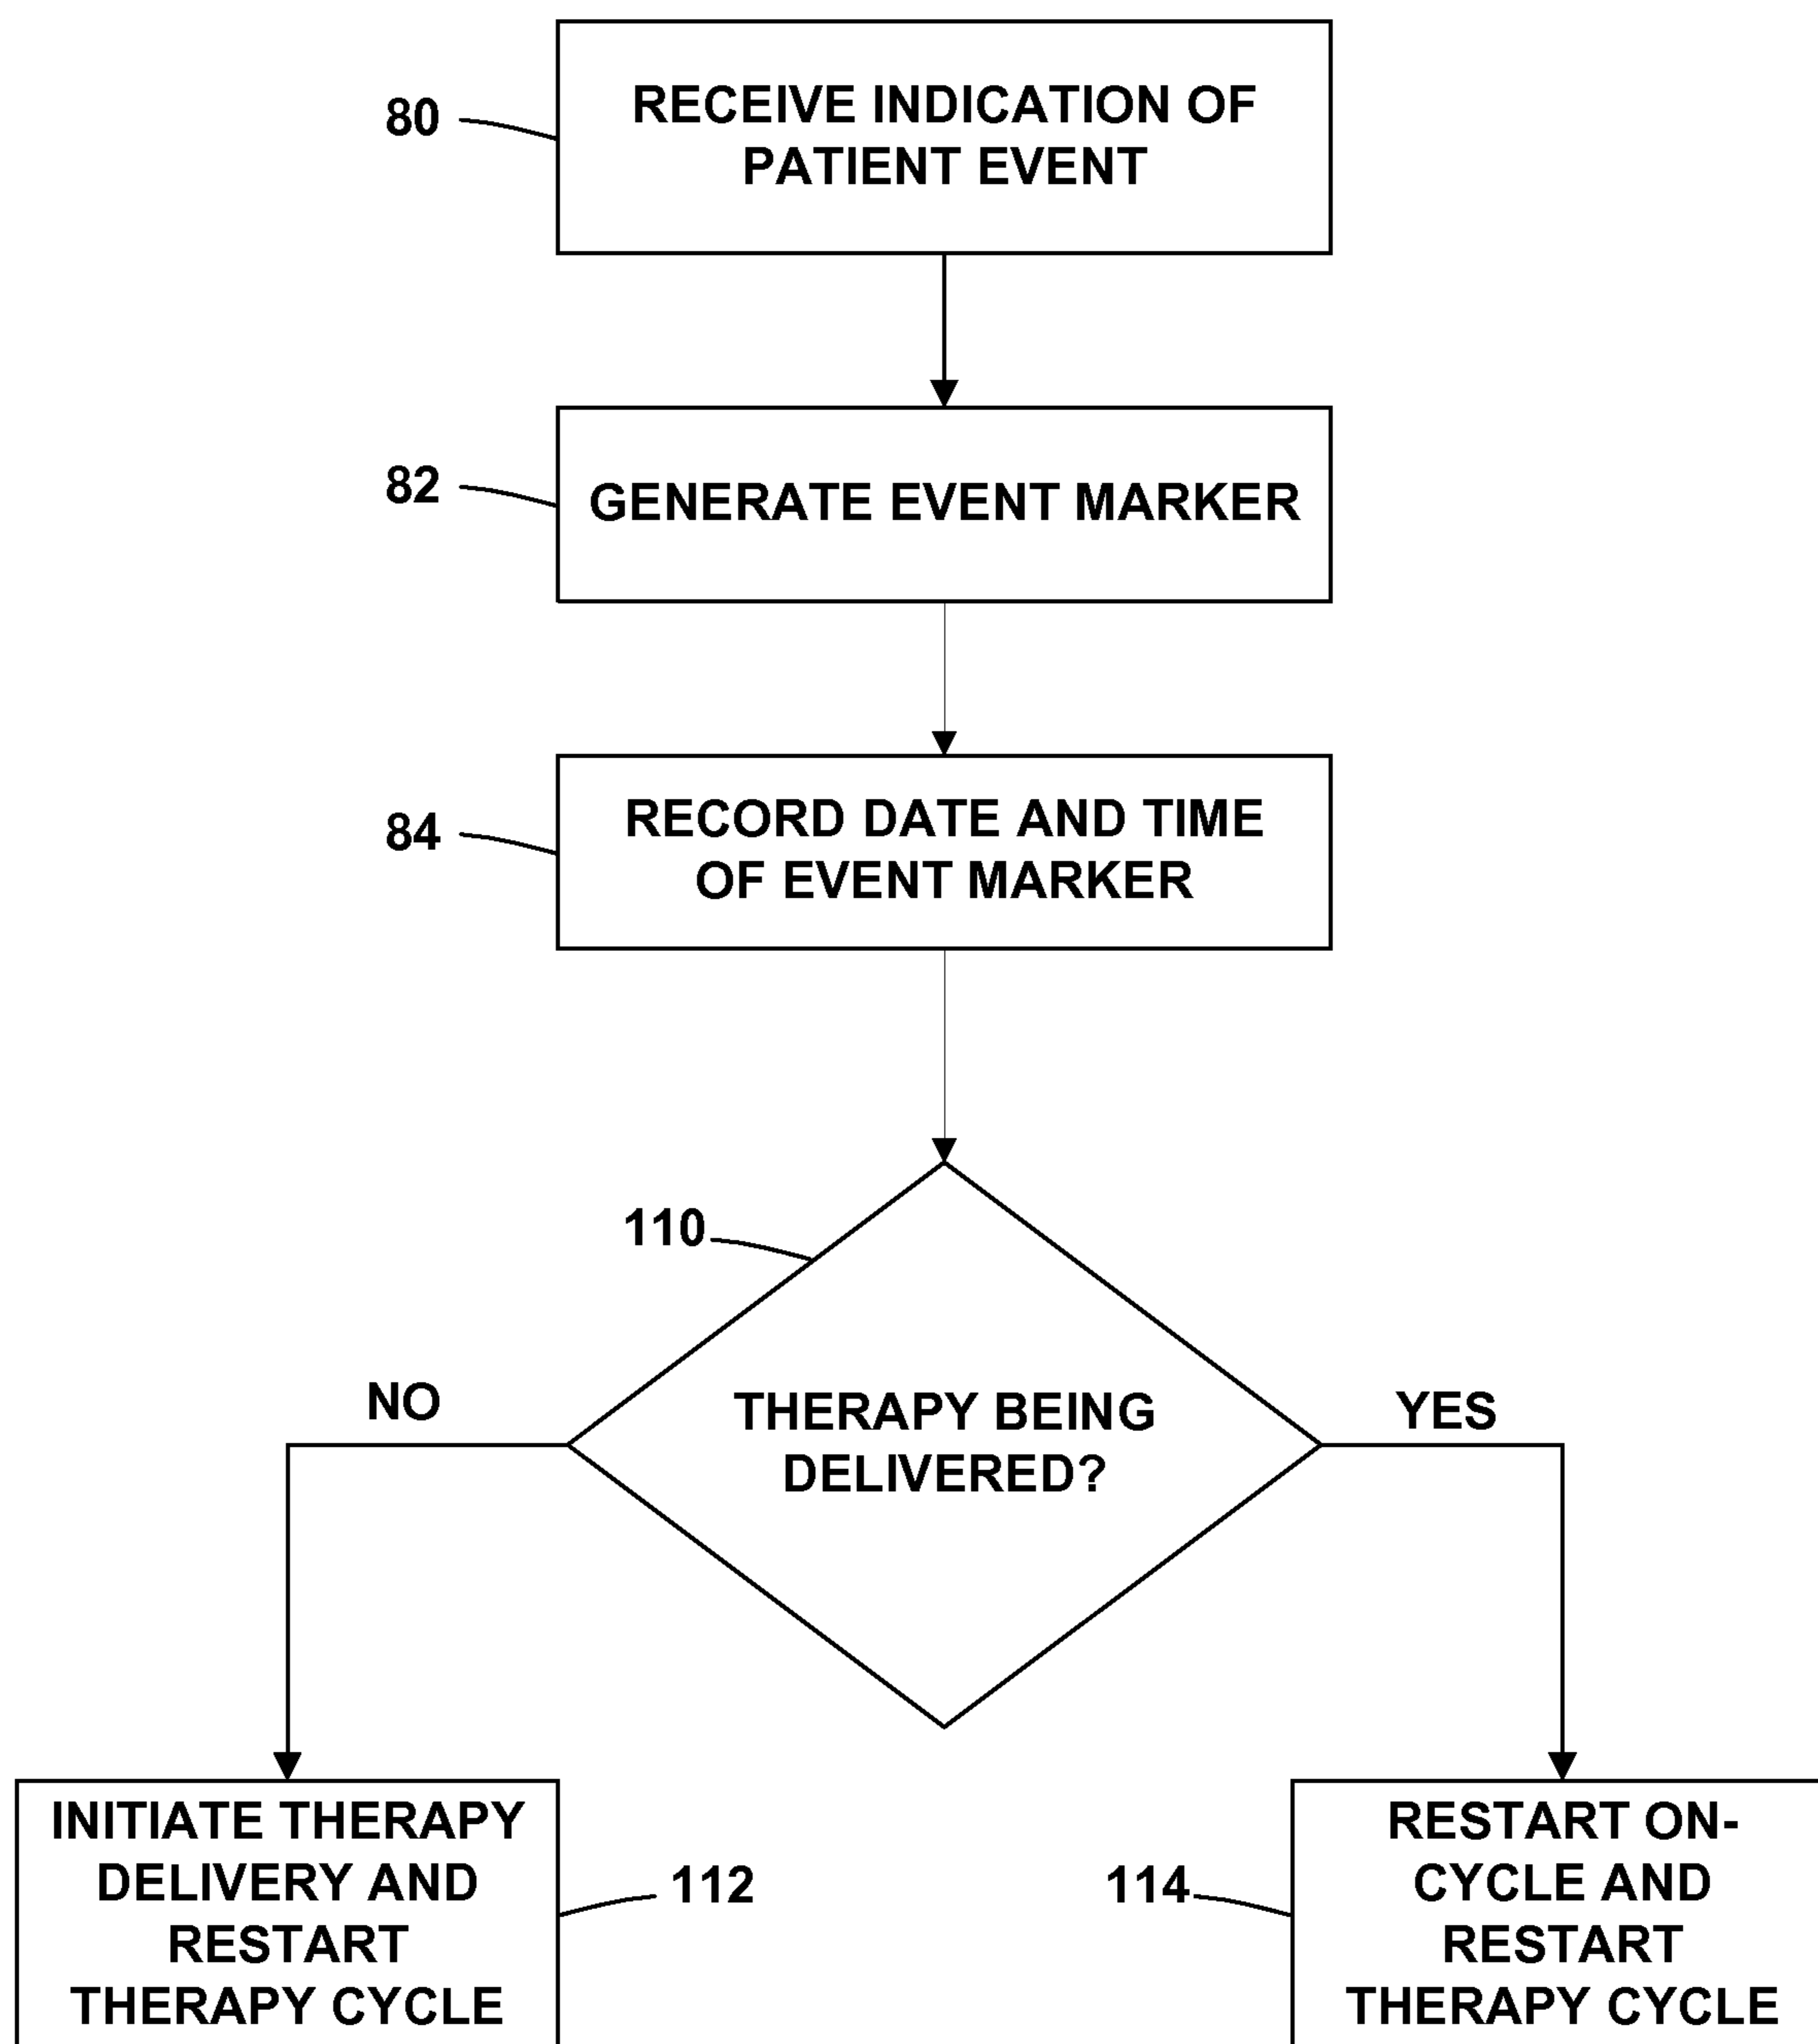 80
RECEIVE INDICATION OF
PATIENT EVENT
82
GENERATE EVENT MARKER
84
RECORD DATE AND TIME
OF EVENT MARKER
110
THERAPY BEING
DELIVERED?
NO
YES
INITIATE THERAPY
DELIVERY AND
RESTART
THERAPY CYCLE
112
114
RESTART ON-
CYCLE AND
RESTART
THERAPY CYCLE